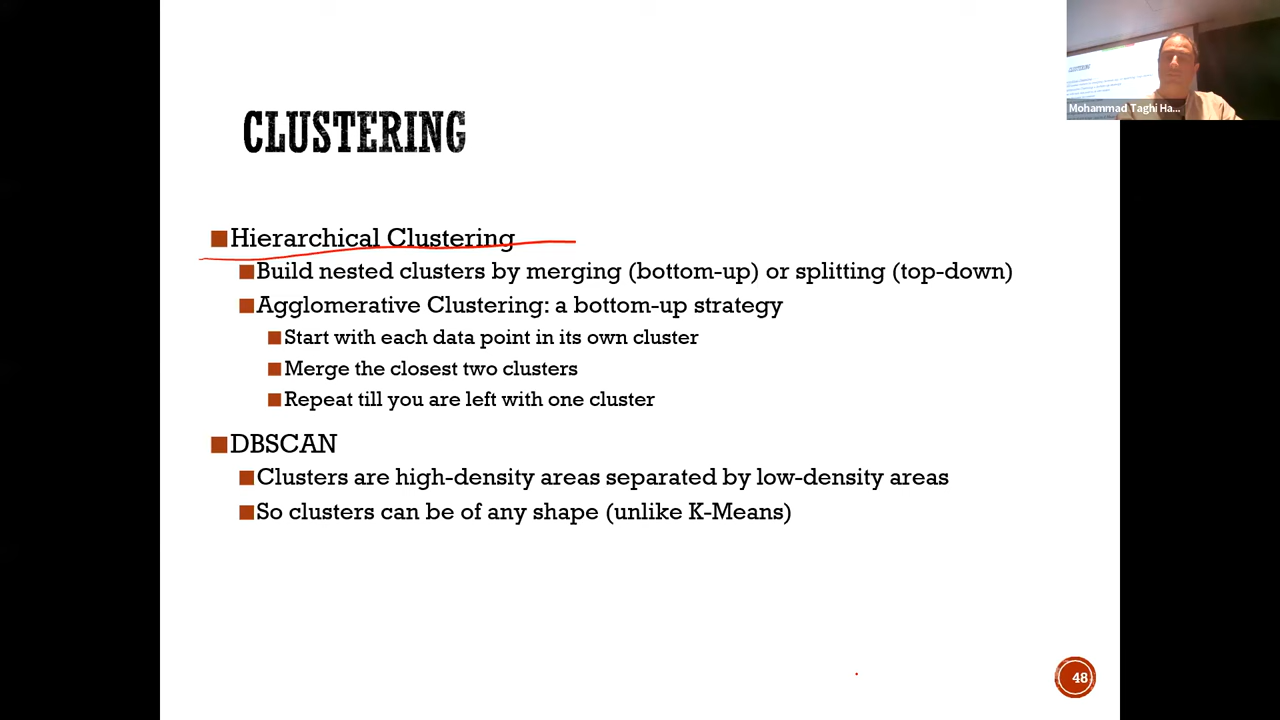 CLUSTERING
Hierarchical Clustering
Build nested clusters by merging (bottom-up) or splitting (top-down)
Agglomerative Clustering: a bottom-up strategy
Start with each data point in its own cluster
Merge the closest two clusters
Repeat till you are left with one cluster
DBSCAN
Clusters are high-density areas separated by low-density areas
So clusters can be of any shape (unlike K-Means)
48
Mohammad Taghi Ha...